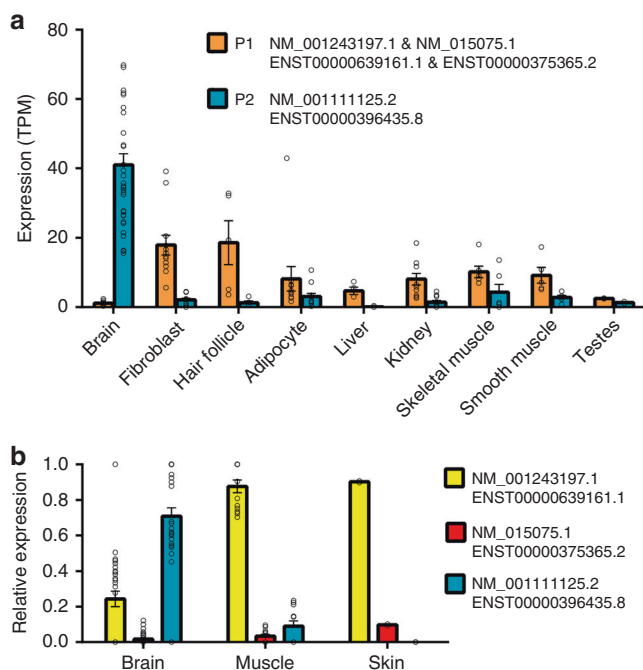 a
Expression (TPM)
80
60
40
20
0
P1 NM_001243197.1 & NM_015075.1
ENST00000639161.1 & ENST00000375365.2
P2 NM_001111125.2
ENST00000396435.8
Brain
Fibroblast
Hair follicle
Adipocyte
Liver
Kidney
Skeletal muscle
Smooth muscle
Testes
b
Relative expression
1.0
0.8
0.6
0.4
0.2
0.0
NM_001243197.1
ENST00000639161.1
NM_015075.1
ENST00000375365.2
NM_001111125.2
ENST00000396435.8
Brain
Muscle
Skin